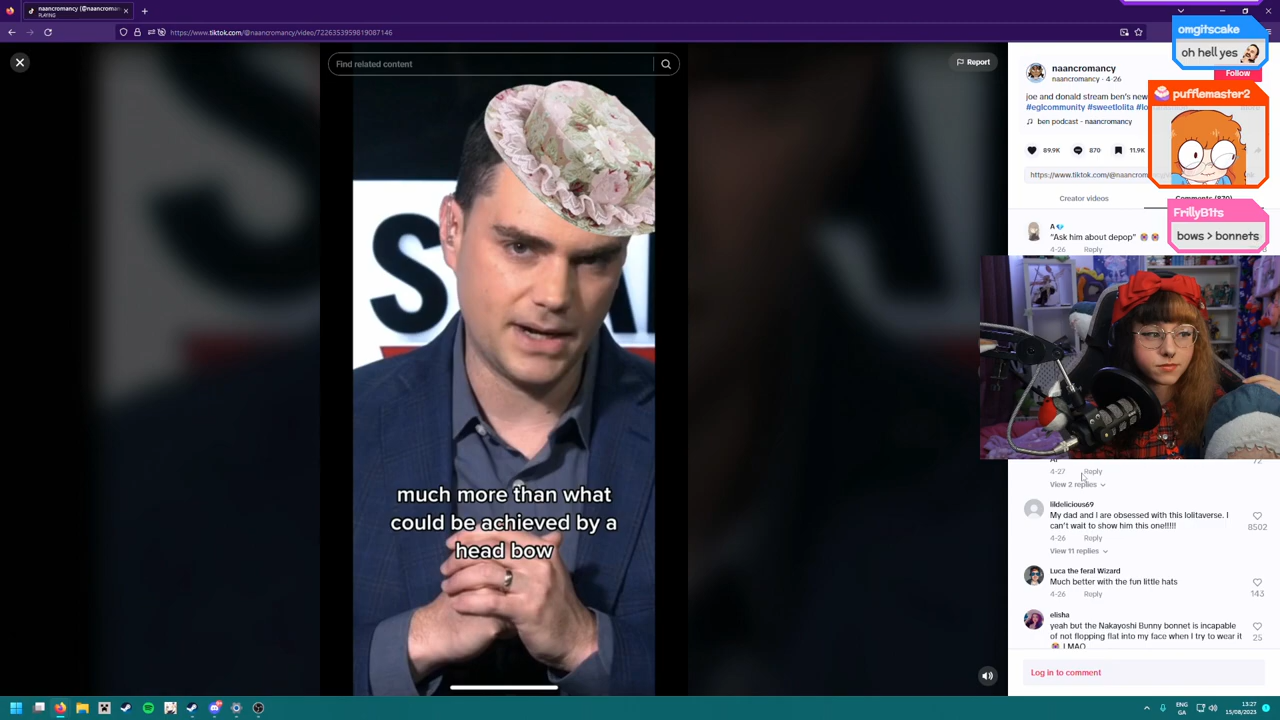 naancromancy (@naancromancy
PLAYING
https://www.tiktok.com/@naancromancy/video/7226353959819087146
Find related content
Report
naancromancy
naancromancy · 4-26
Follow
joe and donald stream ben's new
#eglcommunity #sweetlolita
ben podcast - naancromancy
89.9K
870
11.9K
https://www.tiktok.com/@naancrom
Creator videos
Comments (870)
omgitscake
oh hell yes
pufflemaster2
FrillyB1ts
bows > bonnets
A
"Ask him about depop"
4-26 Reply
much more than what
could be achieved by a
head bow
72
4-27 Reply
View 2 replies
lildelicious69
My dad and I are obsessed with this lolitaverse. I
can't wait to show him this one!!!!!
8502
4-26 Reply
View 11 replies
Luca the feral Wizard
Much better with the fun little hats
143
4-26 Reply
elisha
yeah but the Nakayoshi Bunny bonnet is incapable
of not flopping flat into my face when I try to wear it
25
LMAO
Log in to comment
ENG
GA
13:27
15/08/2023